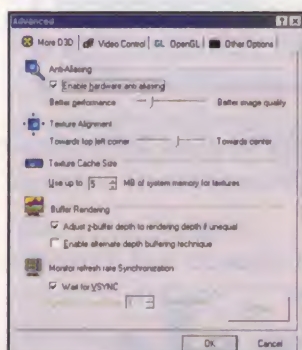 Advanced
More D3D Video Control GL OpenGL Other Options
Anti-Aliasing
Enable hardware anti aliasing
Better performance Better image quality
Texture Alignment
Towards top left corner Towards center
Texture Cache Size
Use up to 5 MB of system memory for textures
Buffer Rendering
Adjust z-buffer depth to rendering depth if unequal
Enable alternate depth buffering technique
Monitor refresh rate Synchronization
Wait for VSYNC
OK Cancel